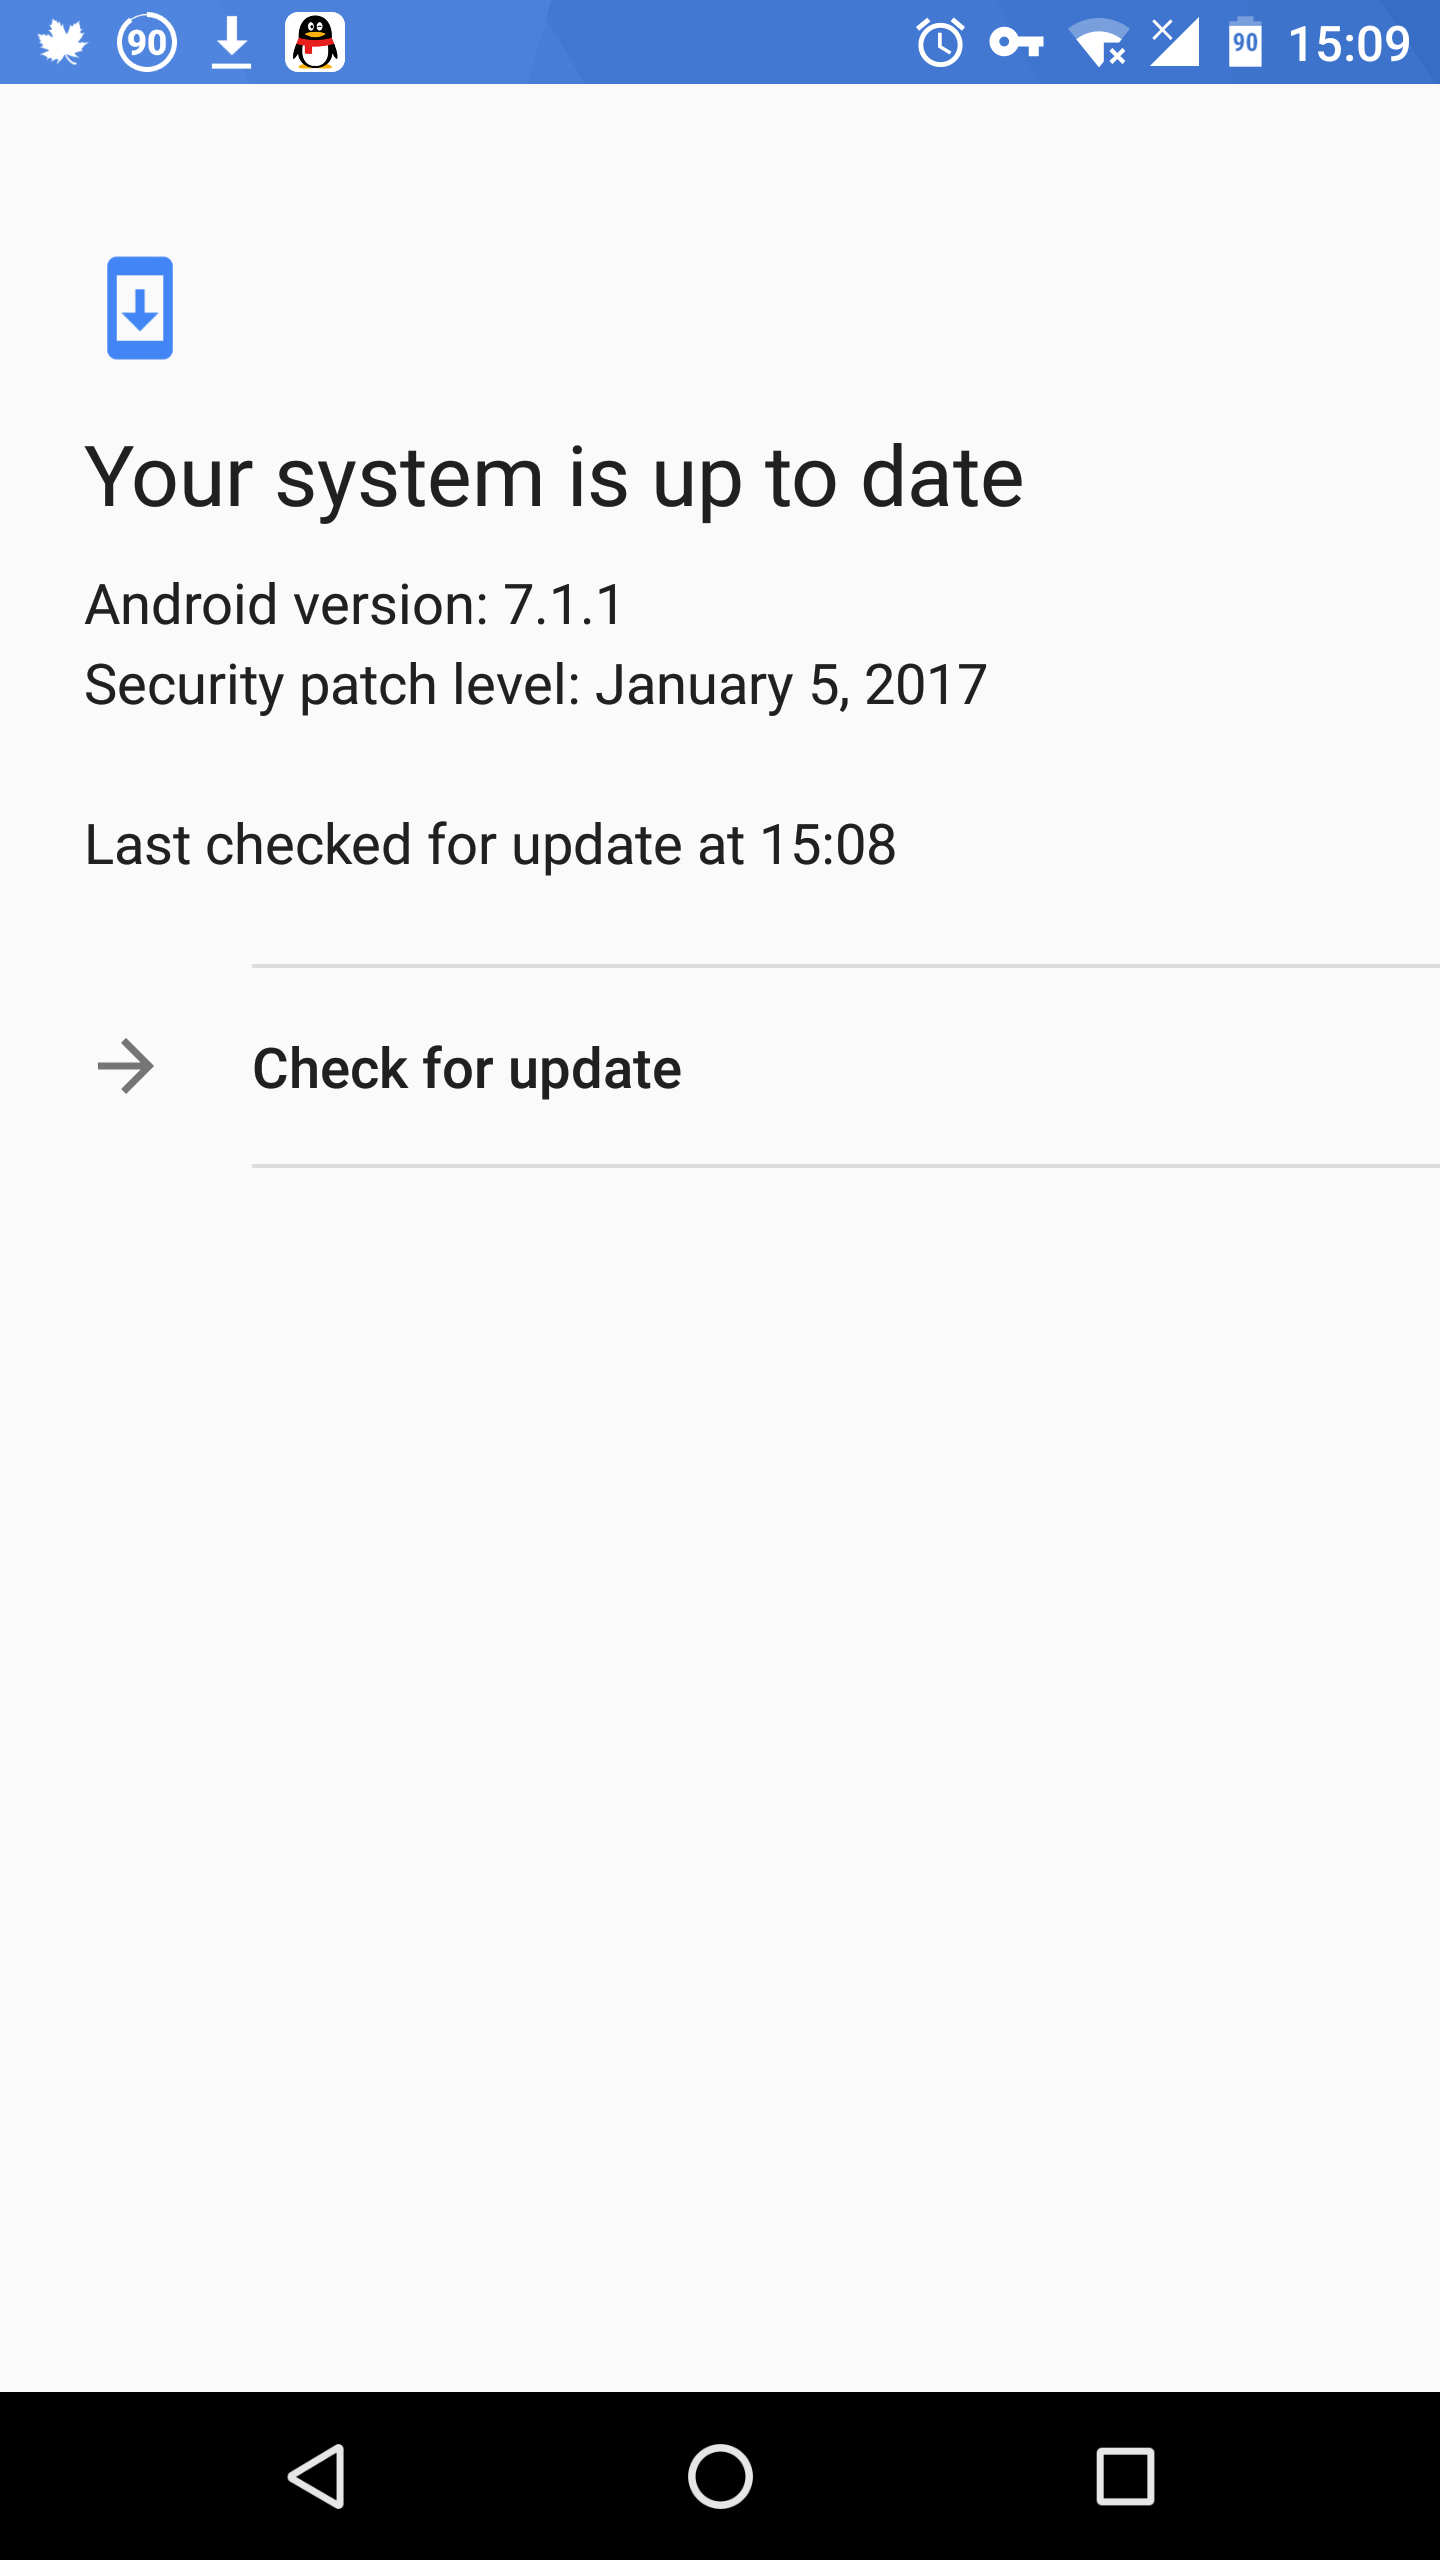 90
90
15:09
Your system is up to date
Android version: 7.1.1
Security patch level: January 5, 2017
Last checked for update at 15:08
Check for update